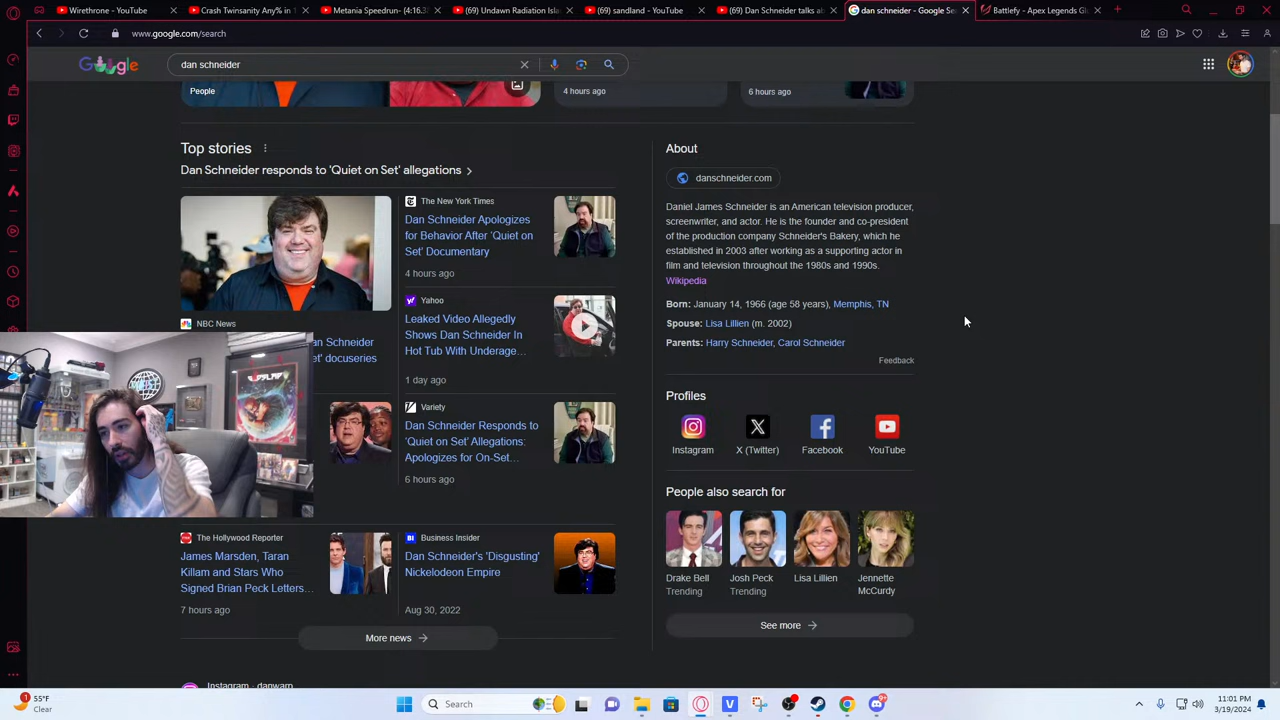 Wirethrone - YouTube
Crash Twinsanity Any% in 1
Metania Speedrun- (4:16.3
(69) Undawn Radiation Isla
(69) sandland - YouTube
(69) Dan Schneider talks ab
dan schneider - Google Se
Battlefy - Apex Legends Gl
www.google.com/search
Google
dan schneider
People
4 hours ago
6 hours ago
Top stories
Dan Schneider responds to 'Quiet on Set' allegations
The New York Times
Dan Schneider Apologizes
for Behavior After 'Quiet on
Set' Documentary
4 hours ago
Yahoo
Leaked Video Allegedly
Shows Dan Schneider In
Hot Tub With Underage…
1 day ago
NBC News
an Schneider
et' docuseries
Variety
Dan Schneider Responds to
'Quiet on Set' Allegations:
Apologizes for On-Set…
6 hours ago
The Hollywood Reporter
James Marsden, Taran
Killam and Stars Who
Signed Brian Peck Letters…
7 hours ago
Business Insider
Dan Schneider's 'Disgusting'
Nickelodeon Empire
Aug 30, 2022
More news
Instagram · danwarp
About
danschneider.com
Daniel James Schneider is an American television producer,
screenwriter, and actor. He is the founder and co-president
of the production company Schneider's Bakery, which he
established in 2003 after working as a supporting actor in
film and television throughout the 1980s and 1990s.
Wikipedia
Born: January 14, 1966 (age 58 years), Memphis, TN
Spouse: Lisa Lillien (m. 2002)
Parents: Harry Schneider, Carol Schneider
Feedback
Profiles
Instagram
X (Twitter)
Facebook
YouTube
People also search for
Drake Bell
Trending
Josh Peck
Trending
Lisa Lillien
Jennette
McCurdy
See more
1
55°F
Clear
Search
11:01 PM
3/19/2024